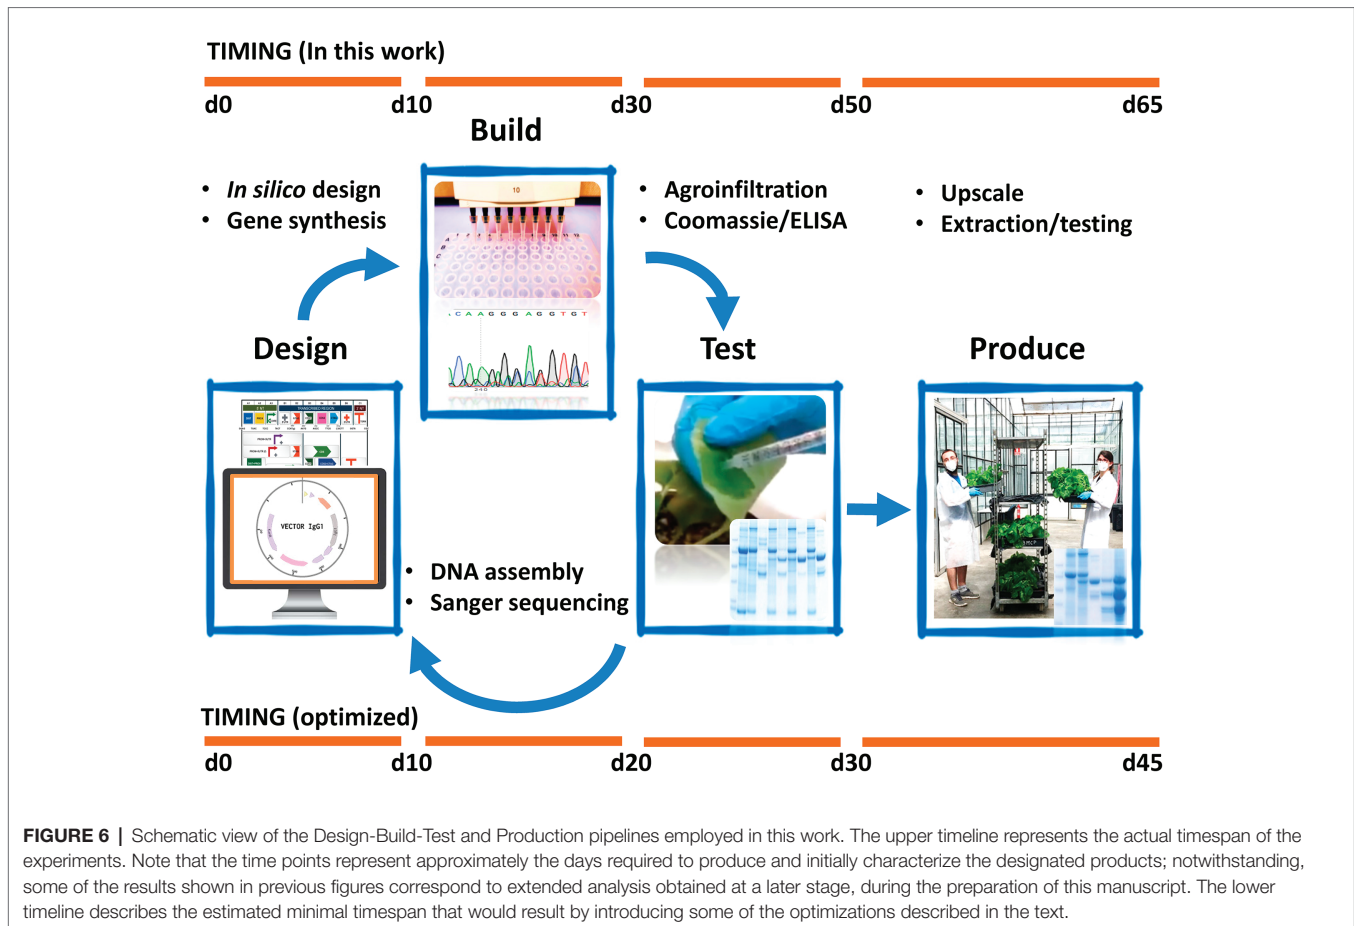 TIMING (In this work)
d0 d10 d30 d50 d65
Build
• In silico design
• Gene synthesis
• Agroinfiltration
• Coomassie/ELISA
• Upscale
• Extraction/testing
10
C A A G G G A G G T G T
Design
Test
Produce
TRANSCRIBED REGION
VECTOR IgG1
• DNA assembly
• Sanger sequencing
TIMING (optimized)
d0 d10 d20 d30 d45
FIGURE 6 | Schematic view of the Design-Build-Test and Production pipelines employed in this work. The upper timeline represents the actual timespan of the
experiments. Note that the time points represent approximately the days required to produce and initially characterize the designated products; notwithstanding,
some of the results shown in previous figures correspond to extended analysis obtained at a later stage, during the preparation of this manuscript. The lower
timeline describes the estimated minimal timespan that would result by introducing some of the optimizations described in the text.